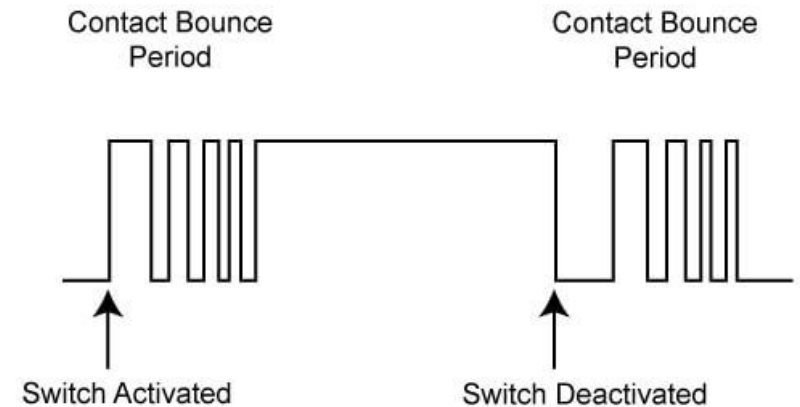 Contact Bounce
Period
Contact Bounce
Period
Switch Activated
Switch Deactivated